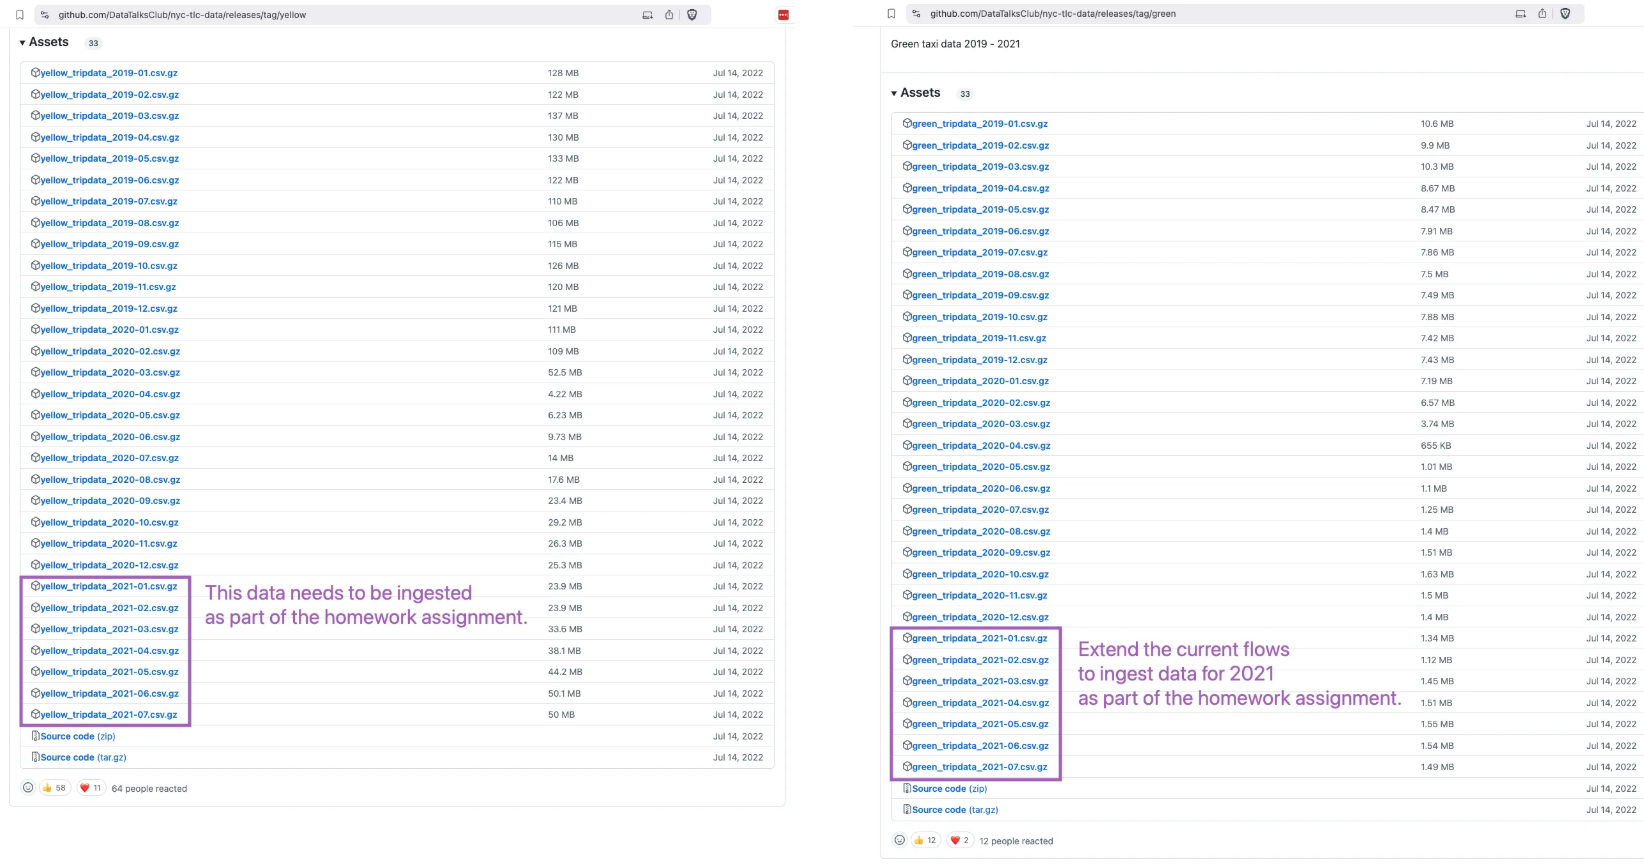 github.com/DataTalksClub/nyc-tlc-data/releases/tag/yellow
Assets 33
yellow_tripdata_2019-01.csv.gz 128 MB Jul 14, 2022
yellow_tripdata_2019-02.csv.gz 122 MB Jul 14, 2022
yellow_tripdata_2019-03.csv.gz 137 MB Jul 14, 2022
yellow_tripdata_2019-04.csv.gz 130 MB Jul 14, 2022
yellow_tripdata_2019-05.csv.gz 133 MB Jul 14, 2022
yellow_tripdata_2019-06.csv.gz 122 MB Jul 14, 2022
yellow_tripdata_2019-07.csv.gz 110 MB Jul 14, 2022
yellow_tripdata_2019-08.csv.gz 106 MB Jul 14, 2022
yellow_tripdata_2019-09.csv.gz 115 MB Jul 14, 2022
yellow_tripdata_2019-10.csv.gz 126 MB Jul 14, 2022
yellow_tripdata_2019-11.csv.gz 120 MB Jul 14, 2022
yellow_tripdata_2019-12.csv.gz 121 MB Jul 14, 2022
yellow_tripdata_2020-01.csv.gz 111 MB Jul 14, 2022
yellow_tripdata_2020-02.csv.gz 109 MB Jul 14, 2022
yellow_tripdata_2020-03.csv.gz 52.5 MB Jul 14, 2022
yellow_tripdata_2020-04.csv.gz 4.22 MB Jul 14, 2022
yellow_tripdata_2020-05.csv.gz 6.23 MB Jul 14, 2022
yellow_tripdata_2020-06.csv.gz 9.73 MB Jul 14, 2022
yellow_tripdata_2020-07.csv.gz 14 MB Jul 14, 2022
yellow_tripdata_2020-08.csv.gz 17.6 MB Jul 14, 2022
yellow_tripdata_2020-09.csv.gz 23.4 MB Jul 14, 2022
yellow_tripdata_2020-10.csv.gz 29.2 MB Jul 14, 2022
yellow_tripdata_2020-11.csv.gz 26.3 MB Jul 14, 2022
yellow_tripdata_2020-12.csv.gz 25.3 MB Jul 14, 2022
yellow_tripdata_2021-01.csv.gz 23.9 MB Jul 14, 2022
yellow_tripdata_2021-02.csv.gz 23.9 MB Jul 14, 2022
yellow_tripdata_2021-03.csv.gz 33.6 MB Jul 14, 2022
yellow_tripdata_2021-04.csv.gz 38.1 MB Jul 14, 2022
yellow_tripdata_2021-05.csv.gz 44.2 MB Jul 14, 2022
yellow_tripdata_2021-06.csv.gz 50.1 MB Jul 14, 2022
yellow_tripdata_2021-07.csv.gz 50 MB Jul 14, 2022
Source code (zip) Jul 14, 2022
Source code (tar.gz) Jul 14, 2022
58 11 64 people reacted
This data needs to be ingested
as part of the homework assignment.
github.com/DataTalksClub/nyc-tlc-data/releases/tag/green
Green taxi data 2019 - 2021
Assets 33
green_tripdata_2019-01.csv.gz 10.6 MB Jul 14, 2022
green_tripdata_2019-02.csv.gz 9.9 MB Jul 14, 2022
green_tripdata_2019-03.csv.gz 10.3 MB Jul 14, 2022
green_tripdata_2019-04.csv.gz 8.67 MB Jul 14, 2022
green_tripdata_2019-05.csv.gz 8.47 MB Jul 14, 2022
green_tripdata_2019-06.csv.gz 7.91 MB Jul 14, 2022
green_tripdata_2019-07.csv.gz 7.86 MB Jul 14, 2022
green_tripdata_2019-08.csv.gz 7.5 MB Jul 14, 2022
green_tripdata_2019-09.csv.gz 7.49 MB Jul 14, 2022
green_tripdata_2019-10.csv.gz 7.88 MB Jul 14, 2022
green_tripdata_2019-11.csv.gz 7.42 MB Jul 14, 2022
green_tripdata_2019-12.csv.gz 7.43 MB Jul 14, 2022
green_tripdata_2020-01.csv.gz 7.19 MB Jul 14, 2022
green_tripdata_2020-02.csv.gz 6.57 MB Jul 14, 2022
green_tripdata_2020-03.csv.gz 3.74 MB Jul 14, 2022
green_tripdata_2020-04.csv.gz 655 KB Jul 14, 2022
green_tripdata_2020-05.csv.gz 1.01 MB Jul 14, 2022
green_tripdata_2020-06.csv.gz 1.1 MB Jul 14, 2022
green_tripdata_2020-07.csv.gz 1.25 MB Jul 14, 2022
green_tripdata_2020-08.csv.gz 1.4 MB Jul 14, 2022
green_tripdata_2020-09.csv.gz 1.51 MB Jul 14, 2022
green_tripdata_2020-10.csv.gz 1.63 MB Jul 14, 2022
green_tripdata_2020-11.csv.gz 1.5 MB Jul 14, 2022
green_tripdata_2020-12.csv.gz 1.4 MB Jul 14, 2022
green_tripdata_2021-01.csv.gz 1.34 MB Jul 14, 2022
green_tripdata_2021-02.csv.gz 1.12 MB Jul 14, 2022
green_tripdata_2021-03.csv.gz 1.45 MB Jul 14, 2022
green_tripdata_2021-04.csv.gz 1.51 MB Jul 14, 2022
green_tripdata_2021-05.csv.gz 1.55 MB Jul 14, 2022
green_tripdata_2021-06.csv.gz 1.54 MB Jul 14, 2022
green_tripdata_2021-07.csv.gz 1.49 MB Jul 14, 2022
Source code (zip) Jul 14, 2022
Source code (tar.gz) Jul 14, 2022
12 2 12 people reacted
Extend the current flows
to ingest data for 2021
as part of the homework assignment.